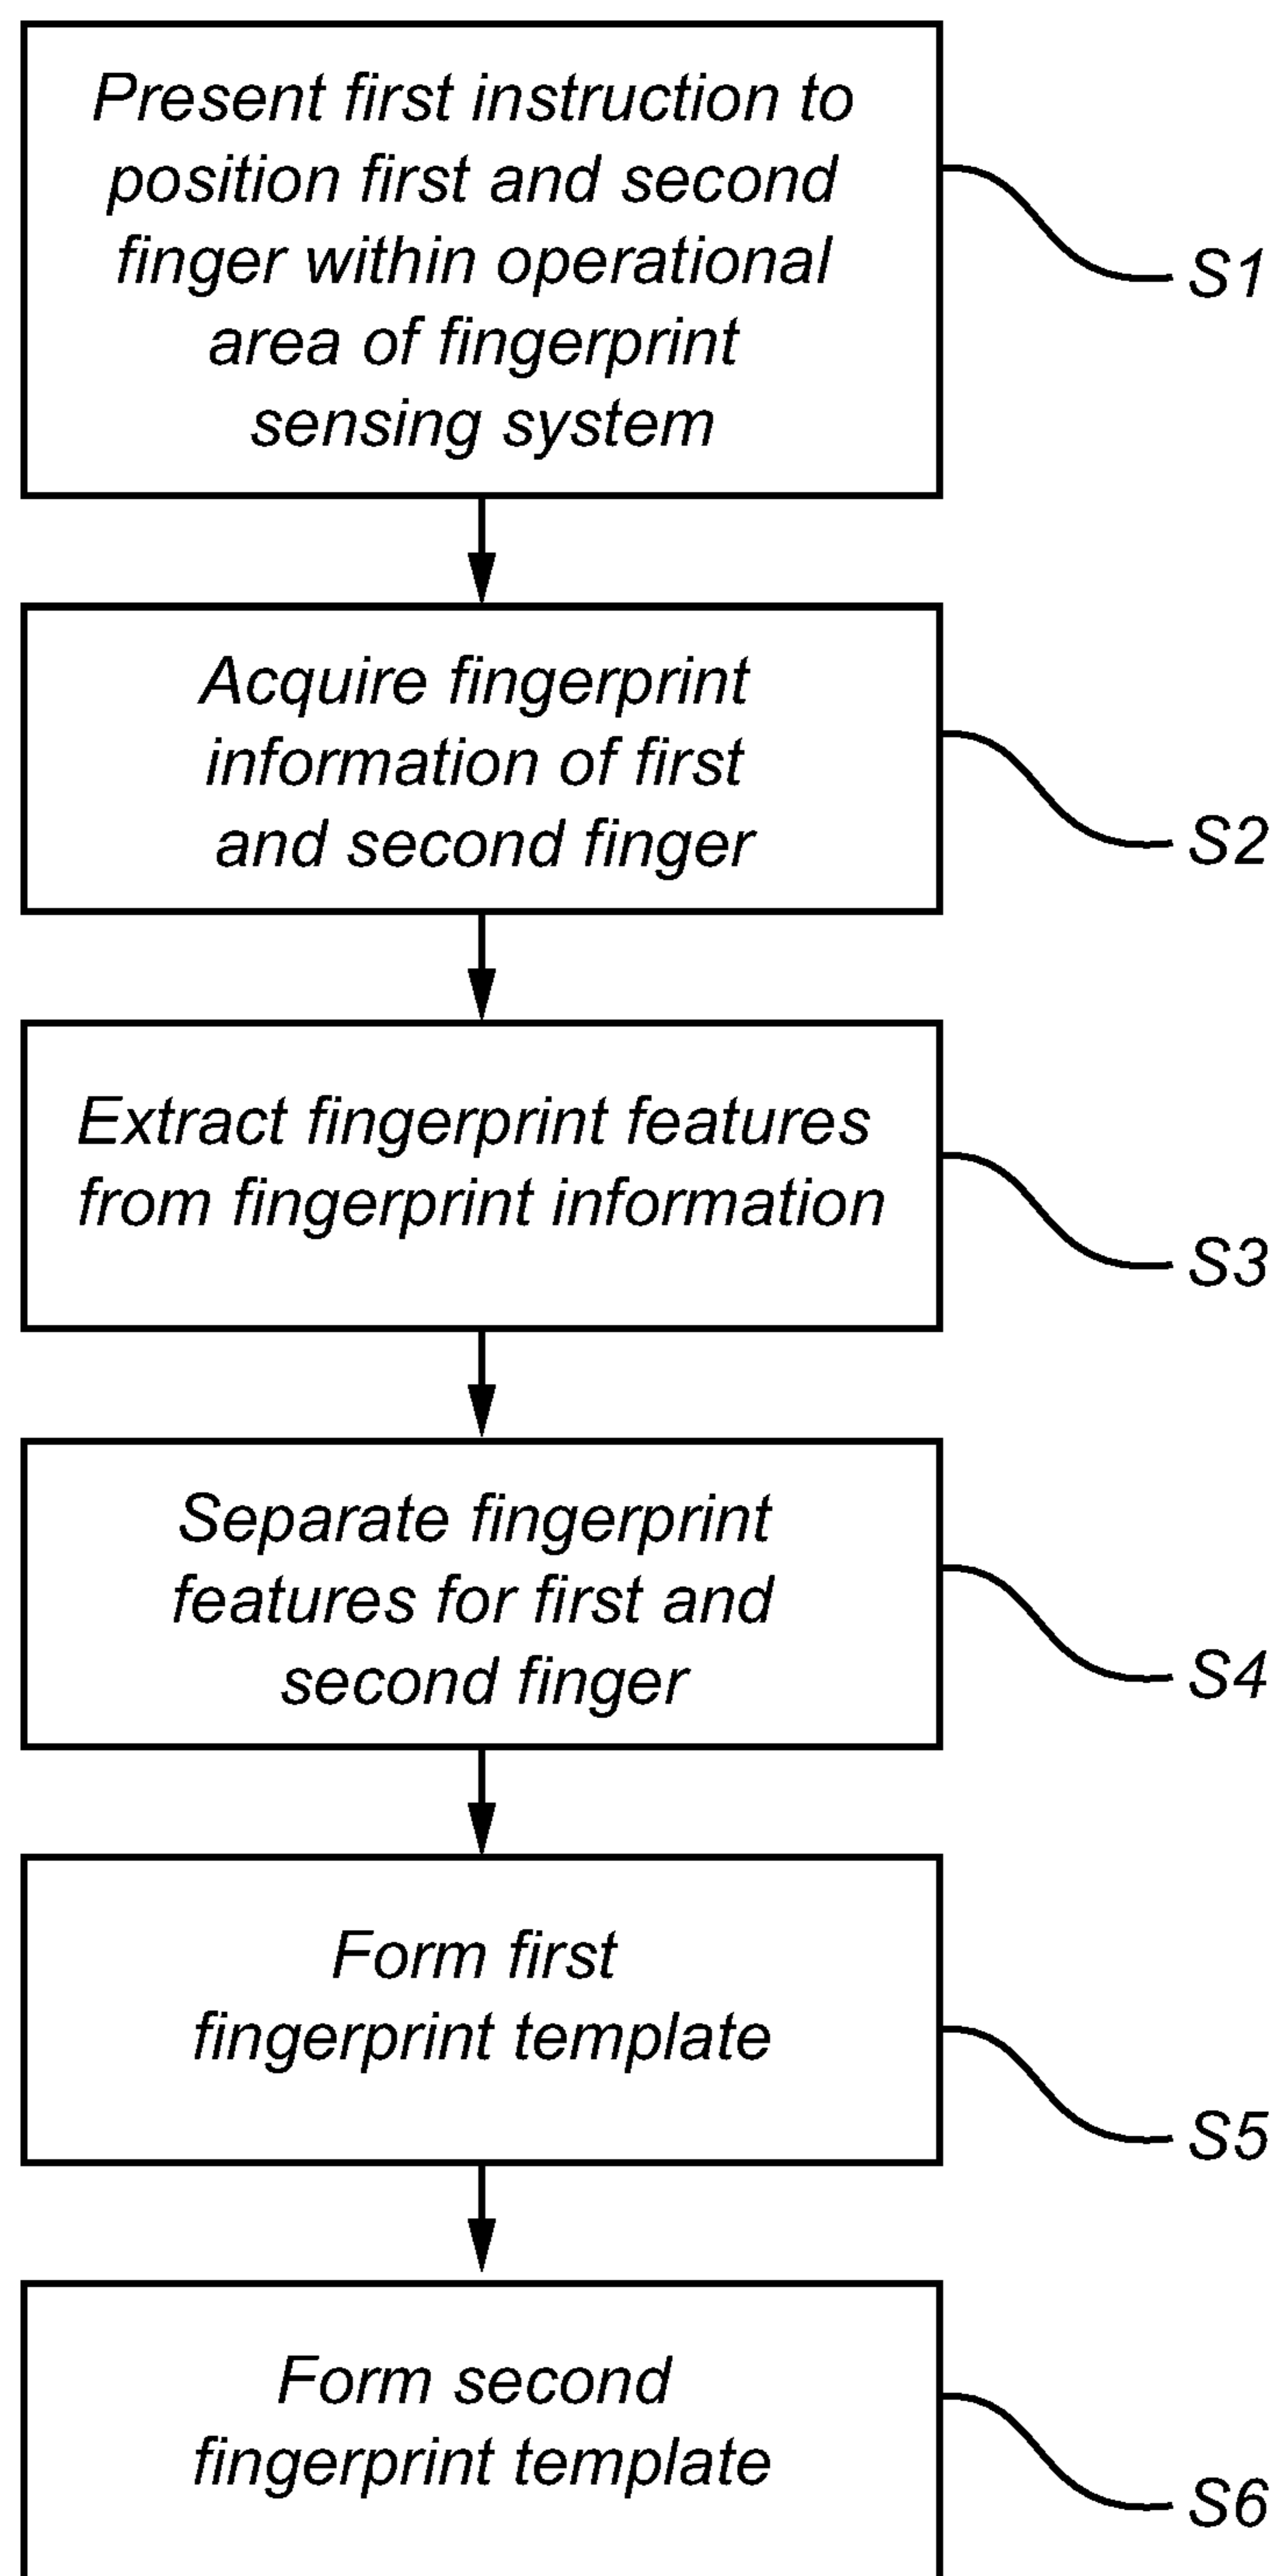 Present first instruction to
position first and second
finger within operational
area of fingerprint
sensing system
S1
Acquire fingerprint
information of first
and second finger
S2
Extract fingerprint features
from fingerprint information
S3
Separate fingerprint
features for first and
second finger
S4
Form first
fingerprint template
S5
Form second
fingerprint template
S6